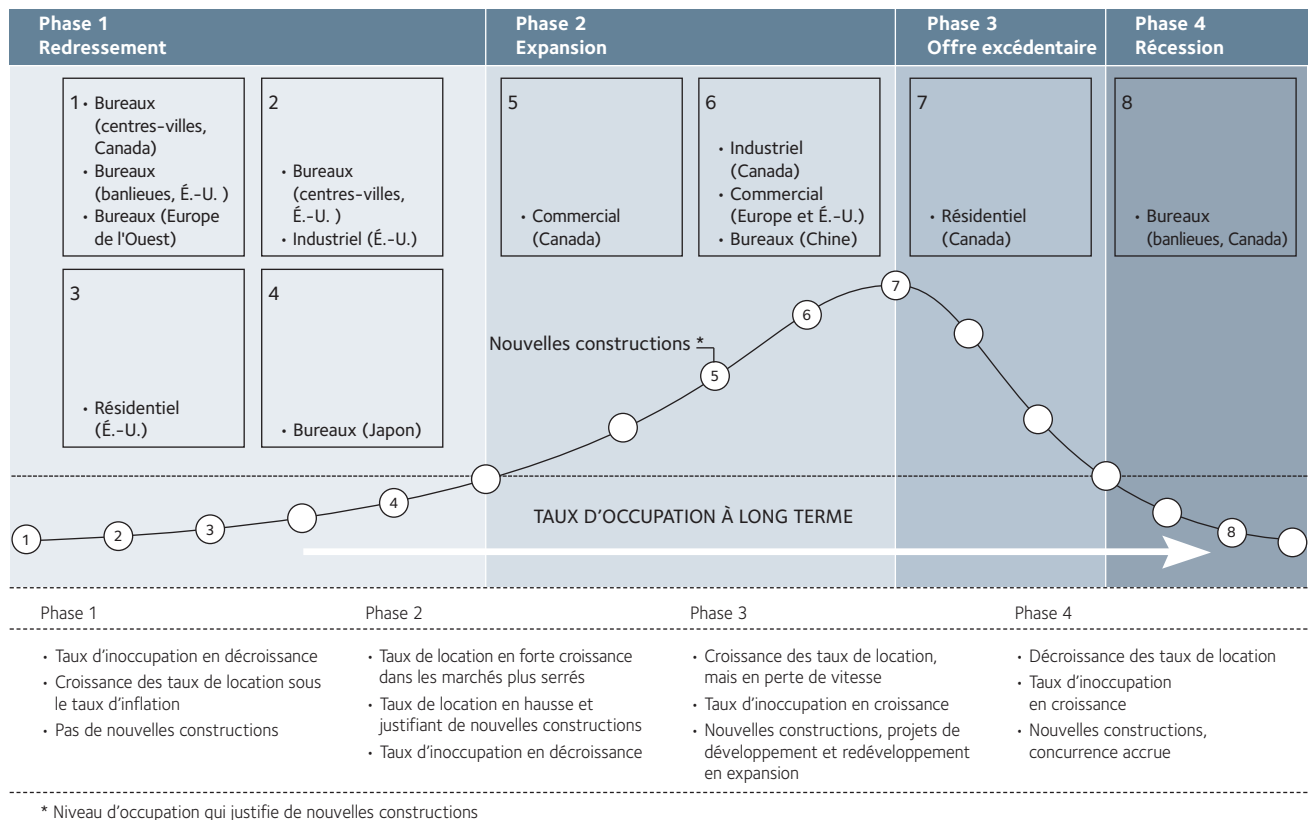 Phase 1
Redressement
Phase 2
Expansion
Phase 3
Offre excédentaire
Phase 4
Récession
1 • Bureaux
(centres-villes,
Canada)
• Bureaux
(banlieues, É.-U. )
• Bureaux (Europe
de l'Ouest)
2
• Bureaux
(centres-villes,
É.-U. )
• Industriel (É.-U.)
3
• Résidentiel
(É.-U.)
4
• Bureaux (Japon)
5
• Commercial
(Canada)
6
• Industriel
(Canada)
• Commercial
(Europe et É.-U.)
• Bureaux (Chine)
7
• Résidentiel
(Canada)
8
• Bureaux
(banlieues, Canada)
Nouvelles constructions *
1
2
3
4
5
6
7
8
TAUX D’OCCUPATION À LONG TERME
Phase 1
• Taux d’inoccupation en décroissance
• Croissance des taux de location sous
le taux d’inflation
• Pas de nouvelles constructions
Phase 2
• Taux de location en forte croissance
dans les marchés plus serrés
• Taux de location en hausse et
justifiant de nouvelles constructions
• Taux d’inoccupation en décroissance
Phase 3
• Croissance des taux de location,
mais en perte de vitesse
• Taux d’inoccupation en croissance
• Nouvelles constructions, projets de
développement et redéveloppement
en expansion
Phase 4
• Décroissance des taux de location
• Taux d’inoccupation
en croissance
• Nouvelles constructions,
concurrence accrue
* Niveau d’occupation qui justifie de nouvelles constructions